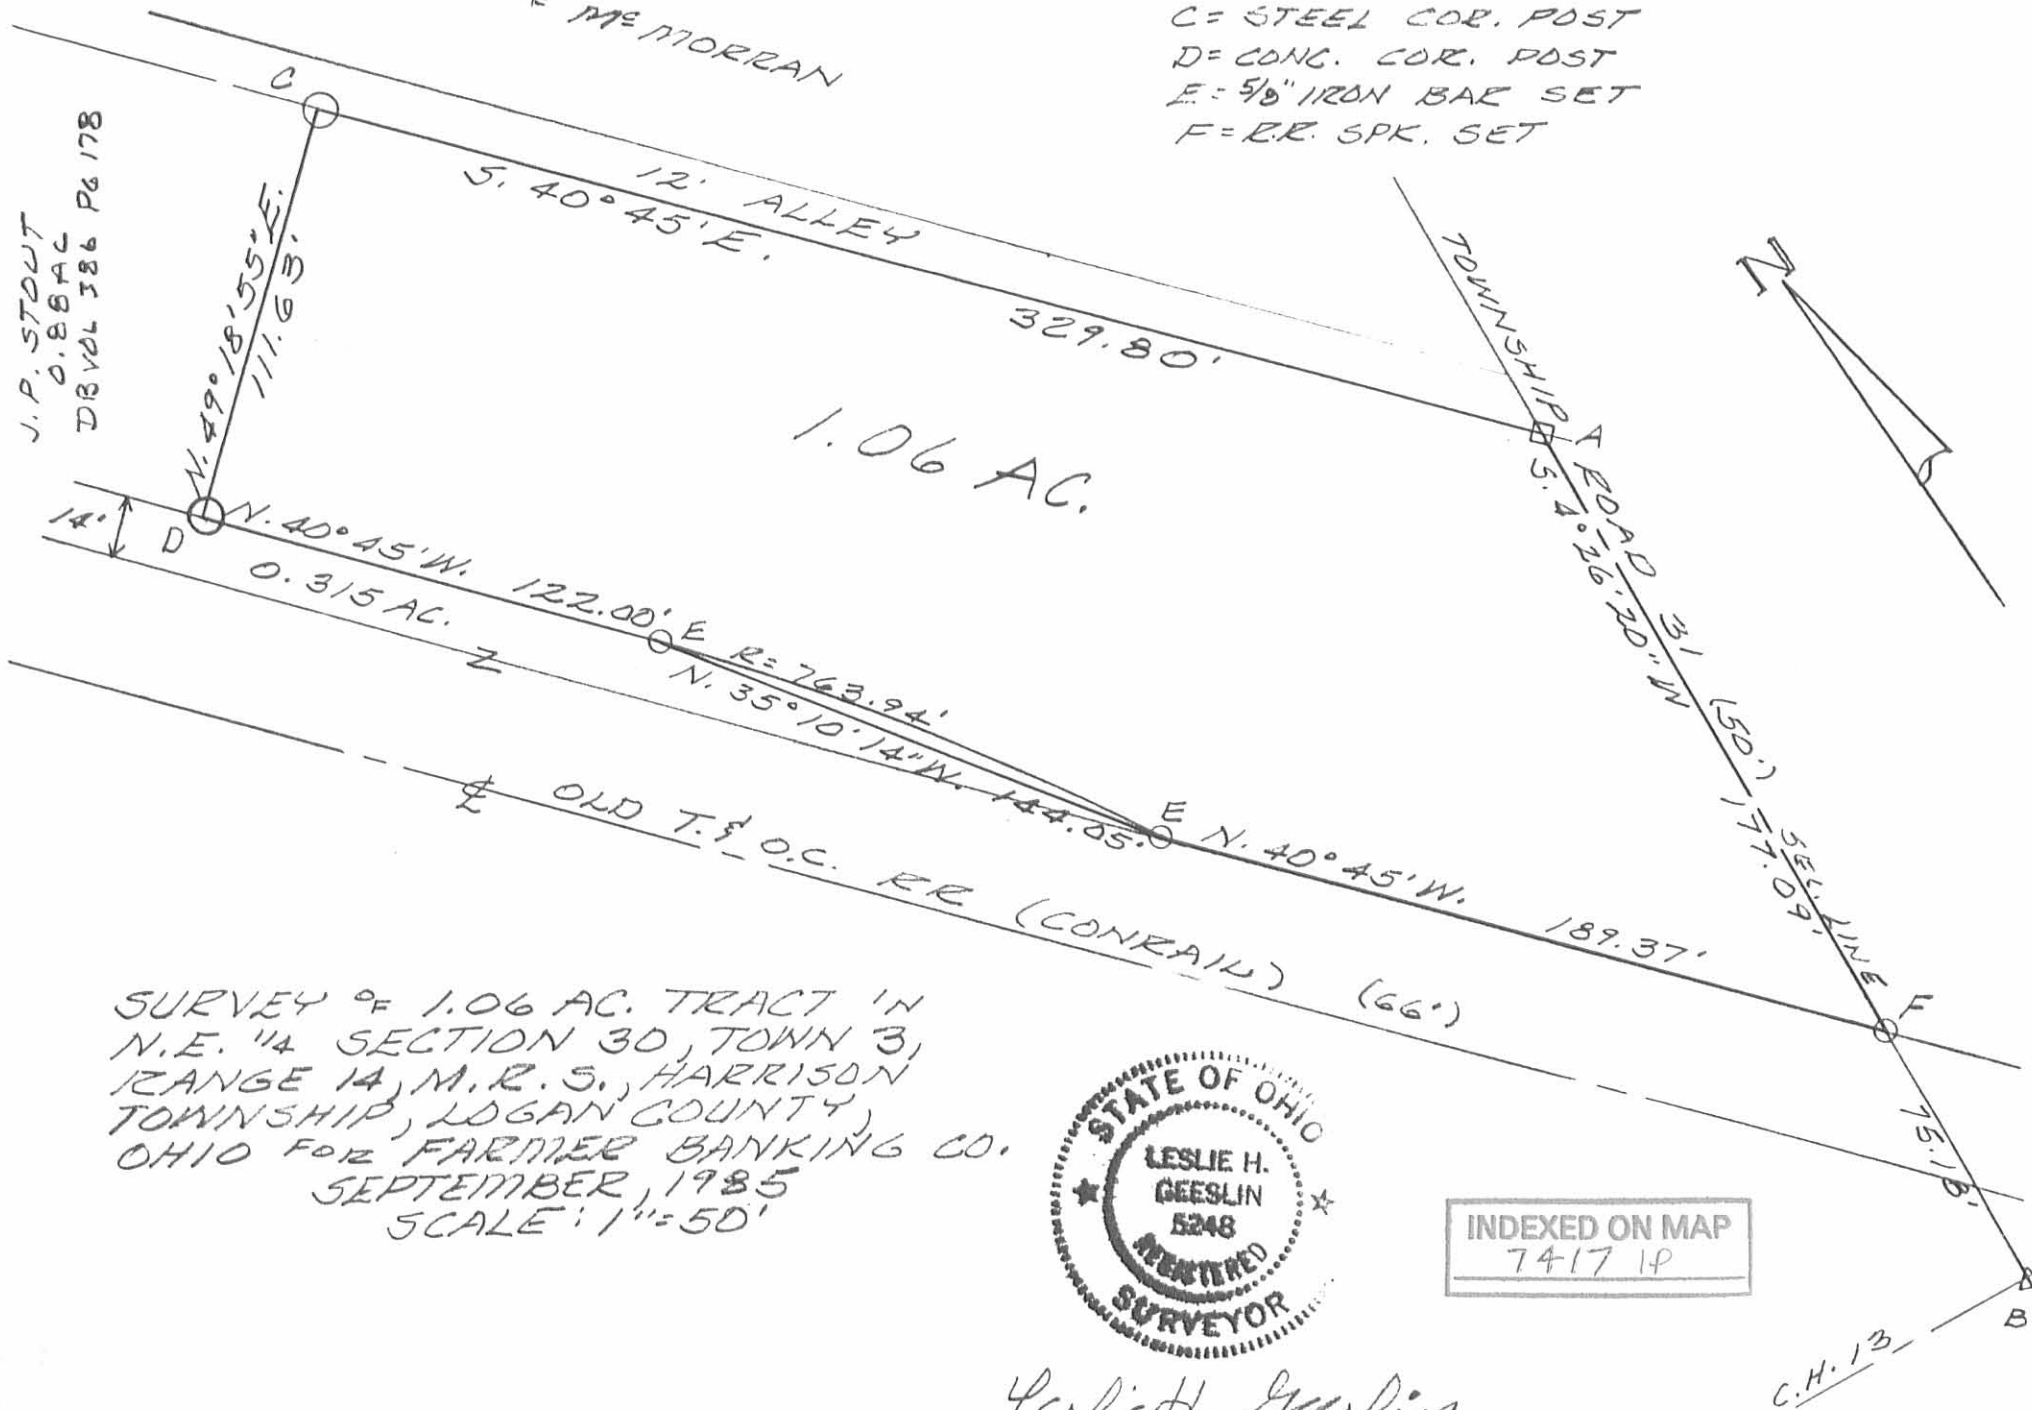 McMORRAN
C = STEEL COR. POST
D = CONC. COR. POST
E = 5/8" IRON BAR SET
F = R.R. SPK. SET
C
12' ALLEY
S. 40° 45' E.
329.80'
J.P. STOUT
0.88 AC
DB VOL 386 PG 178
N. 49° 18' 55" E.
111.63'
1.06 AC.
TOWNSHIP ROAD 31 (50')
A
S. 4° 26' 20" W
177.09'
SEC. LINE
N
14'
D
N. 40° 45' W. 122.00'
0.315 AC.
E
R = 763.94'
N. 35° 10' 14" W. 144.05'
E
N. 40° 45' W. 189.37'
F
75.18'
B
C.H. 13
OLD T. & O.C. RR (CONRAIL) (66')
SURVEY OF 1.06 AC. TRACT IN
N.E. 1/4 SECTION 30, TOWN 3,
RANGE 14, M.R.S., HARRISON
TOWNSHIP, LOGAN COUNTY,
OHIO FOR FARMER BANKING CO.
SEPTEMBER, 1985
SCALE: 1"=50'
STATE OF OHIO
LESLIE H.
GEESLIN
5248
REGISTERED
SURVEYOR
Leslie H. Geeslin
INDEXED ON MAP
7417 1P